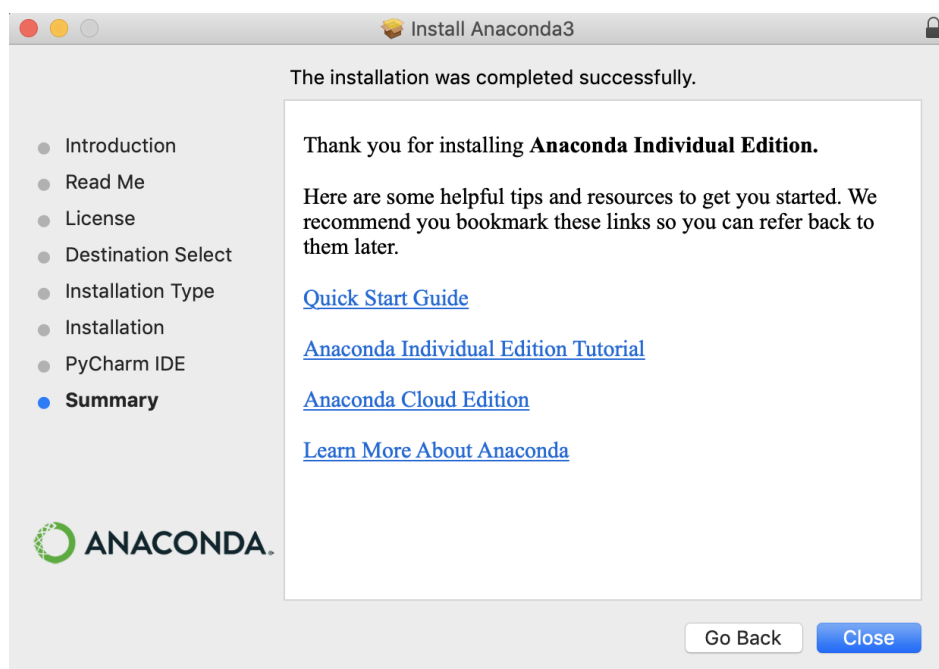 Install Anaconda3
The installation was completed successfully.
Introduction
Read Me
License
Destination Select
Installation Type
Installation
PyCharm IDE
Summary
Thank you for installing Anaconda Individual Edition.
Here are some helpful tips and resources to get you started. We
recommend you bookmark these links so you can refer back to
them later.
Quick Start Guide
Anaconda Individual Edition Tutorial
Anaconda Cloud Edition
Learn More About Anaconda
ANACONDA.
Go Back
Close